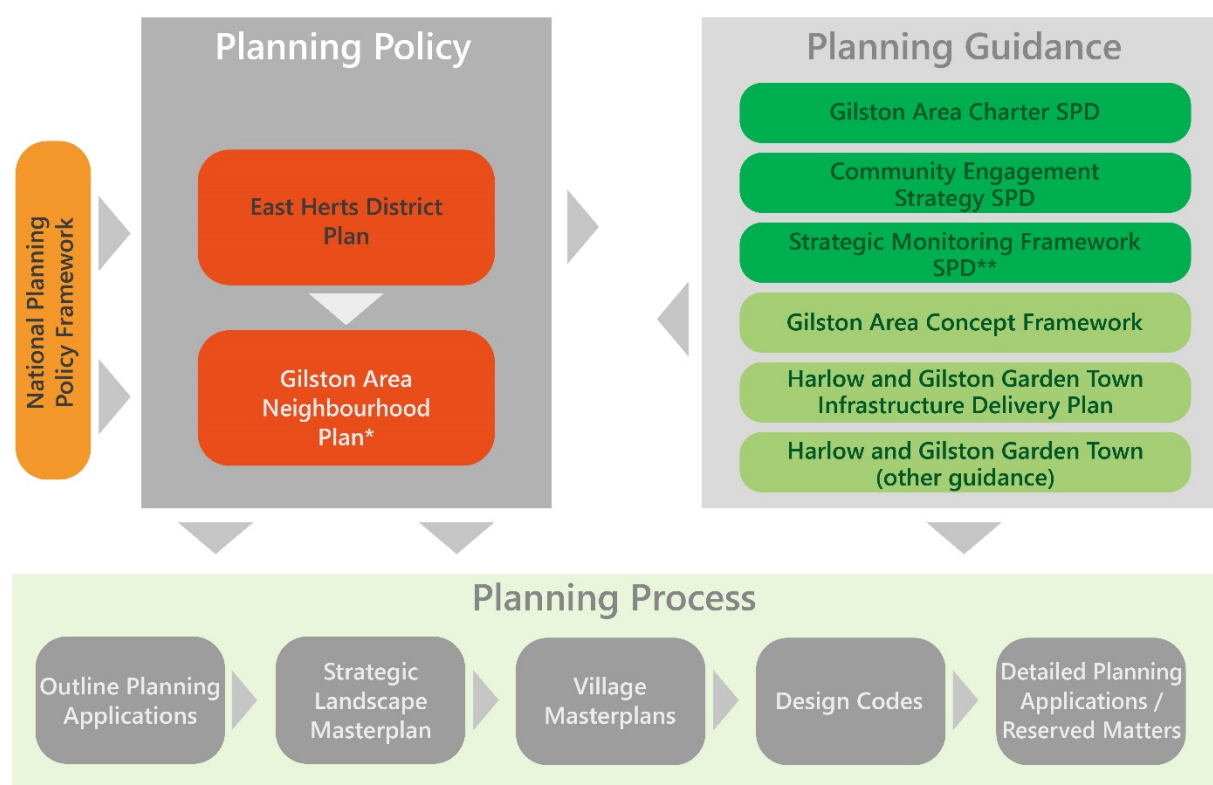 Planning Policy
Planning Guidance
National Planning
Policy Framework
East Herts District
Plan
Gilston Area
Neighbourhood
Plan*
Gilston Area Charter SPD
Community Engagement
Strategy SPD
Strategic Monitoring Framework
SPD**
Gilston Area Concept Framework
Harlow and Gilston Garden Town
Infrastructure Delivery Plan
Harlow and Gilston Garden Town
(other guidance)
Planning Process
Outline Planning
Applications
Strategic
Landscape
Masterplan
Village
Masterplans
Design Codes
Detailed Planning
Applications /
Reserved Matters